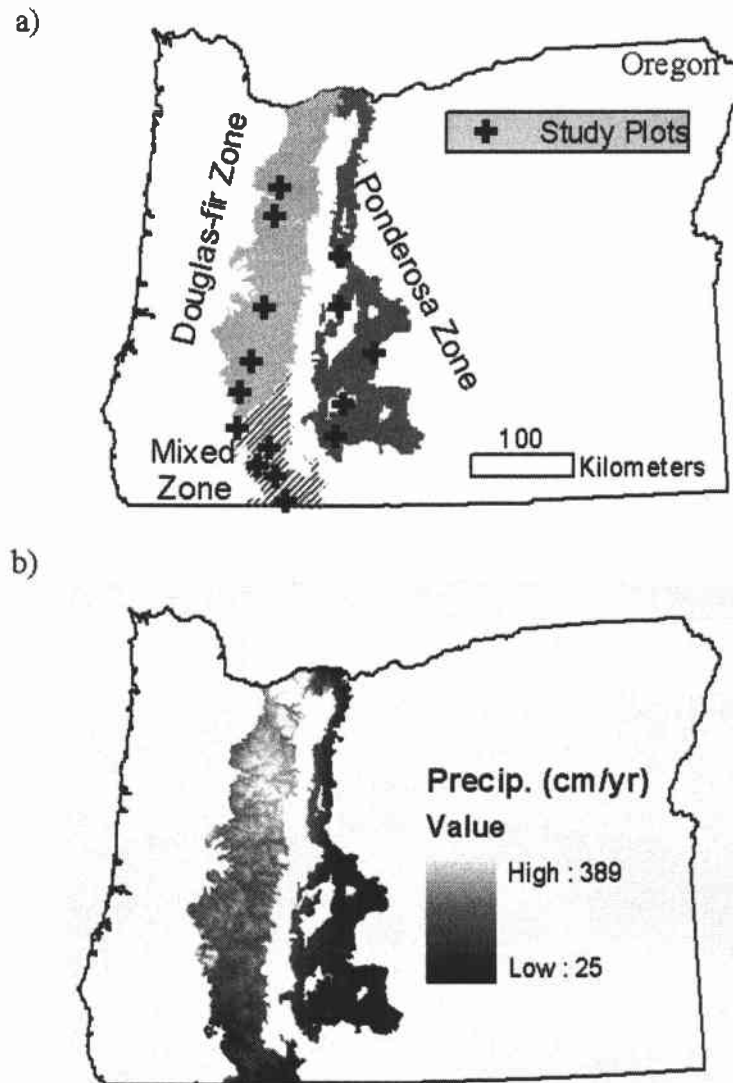 a)
Oregon
Study Plots
Douglas-fir Zone
Ponderosa Zone
Mixed
Zone
100
Kilometers
b)
Precip. (cm/yr)
Value
High : 389
Low : 25